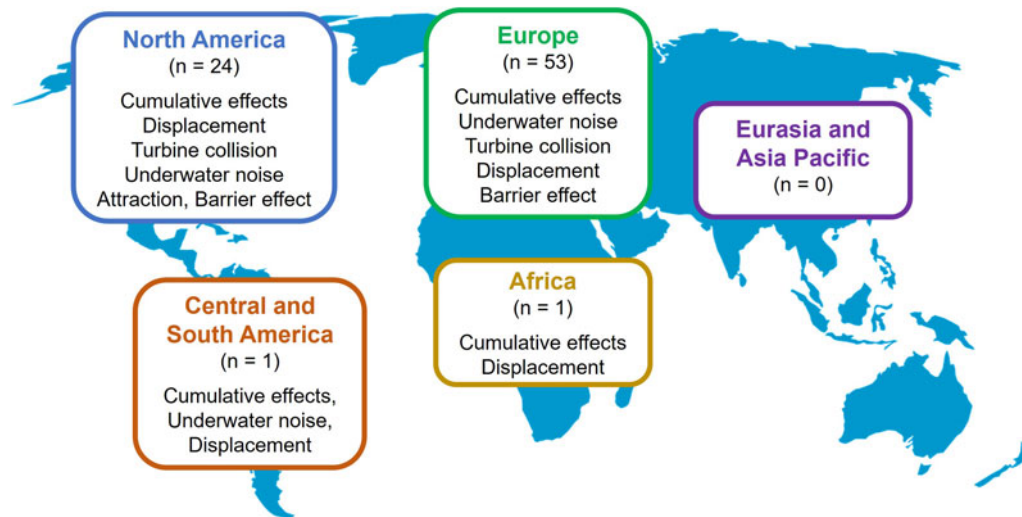 North America
(n = 24)
Cumulative effects
Displacement
Turbine collision
Underwater noise
Attraction, Barrier effect
Europe
(n = 53)
Cumulative effects
Underwater noise
Turbine collision
Displacement
Barrier effect
Eurasia and
Asia Pacific
(n = 0)
Central and
South America
(n = 1)
Cumulative effects,
Underwater noise,
Displacement
Africa
(n = 1)
Cumulative effects
Displacement